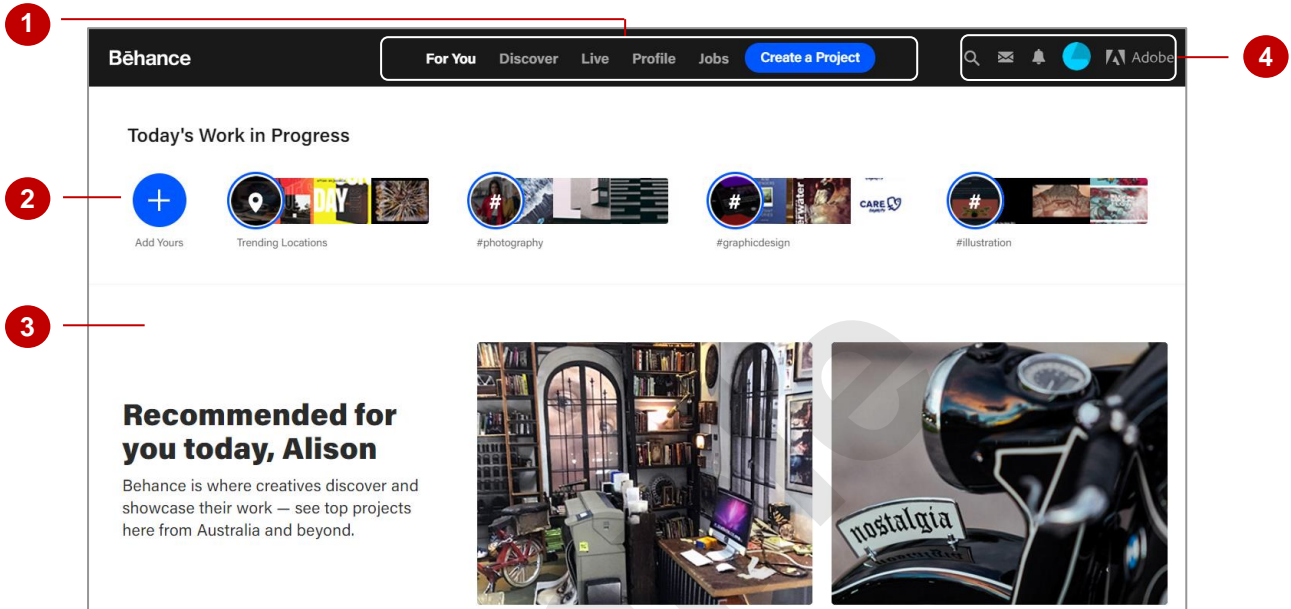 1
Bēhance
For You Discover Live Profile Jobs Create a Project
Adobe
4
Today's Work in Progress
2
Add Yours
Trending Locations
#
#photography
#
#graphicdesign
#
#illustration
DAY
CARE
3
Recommended for
you today, Alison
Behance is where creatives discover and
showcase their work — see top projects
here from Australia and beyond.
nostalgia